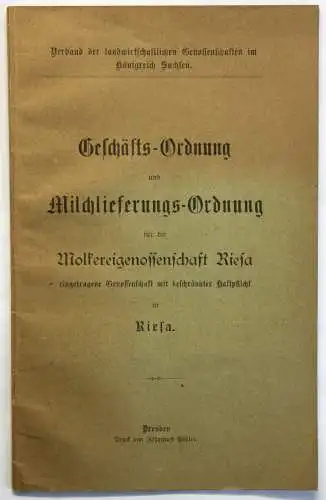 Verband der landwirtschaftlichen Genossenschaften im
Königreich Sachsen.
Geschäfts-Ordnung
und
Milchlieferungs-Ordnung
für die
Molkereigenossenschaft Riesa
eingetragene Genossenschaft mit beschränkter Haftpflicht
in
Riesa.
Dresden
Druck von Johannes